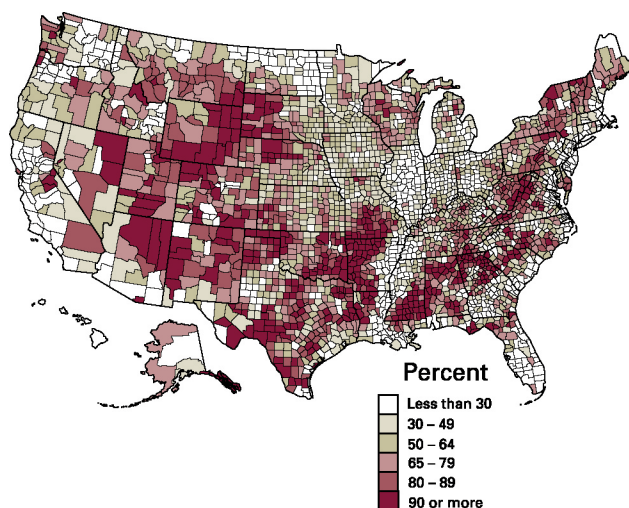 Percent
Less than 30
30 – 49
50 – 64
65 – 79
80 – 89
90 or more